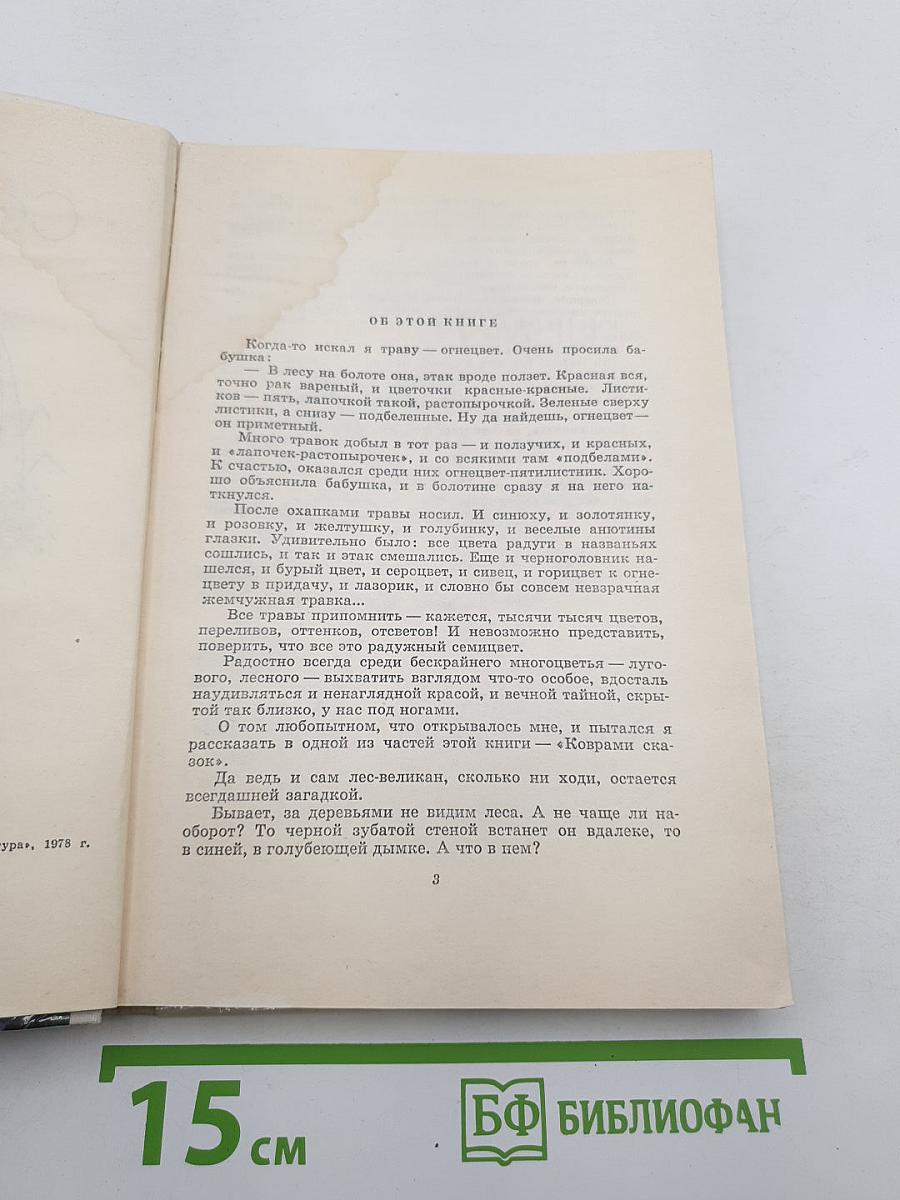 ОБ ЭТОЙ КНИГЕ
Когда-то искал я траву — огнецвет. Очень просила ба-
бушка:
— В лесу на болоте она, этак вроде ползет. Красная вся,
точно рак вареный, и цветочки красные-красные. Листи-
ков — пять, лапочкой такой, растопырочкой. Зеленые сверху
листики, а снизу — подбеленные. Ну да найдешь, огнецвет —
он приметный.
Много травок добыл в тот раз — и ползучих, и красных,
и «лапочек-растопырочек», и со всякими там «подбелами».
К счастью, оказался среди них огнецвет-пятилистник. Хоро-
шо объяснила бабушка, и в болотине сразу я на него на-
ткнулся.
После охапками травы носил. И синюху, и золотянку,
и розовку, и желтушку, и голубинку, и веселые анютины
глазки. Удивительно было: все цвета радуги в названьях
сошлись, и так и этак смешались. Еще и черноголовник на-
шелся, и бурый цвет, и сероцвет, и сивец, и горицвет к огне-
цвету в придачу, и лазорик, и словно бы совсем невзрачная
жемчужная травка...
Все травы припомнить — кажется, тысячи тысяч цветов,
переливов, оттенков, отсветов! И невозможно представить,
поверить, что все это радужный семицвет.
Радостно всегда среди бескрайнего многоцветья — луго-
вого, лесного — выхватить взглядом что-то особое, вдосталь
наудивляться и ненаглядной красой, и вечной тайной, скры-
той так близко, у нас под ногами.
О том любопытном, что открывалось мне, и пытался я
рассказать в одной из частей этой книги — «Коврами ска-
зок».
Да ведь и сам лес-великан, сколько ни ходи, остается
всегдашней загадкой.
Бывает, за деревьями не видим леса. А не чаще ли на-
оборот? То черной зубатой стеной встанет он вдалеке, то
в синей, в голубеющей дымке. А что в нем?
тура», 1978 г.
3
15 см
БФ БИБЛИОФАН